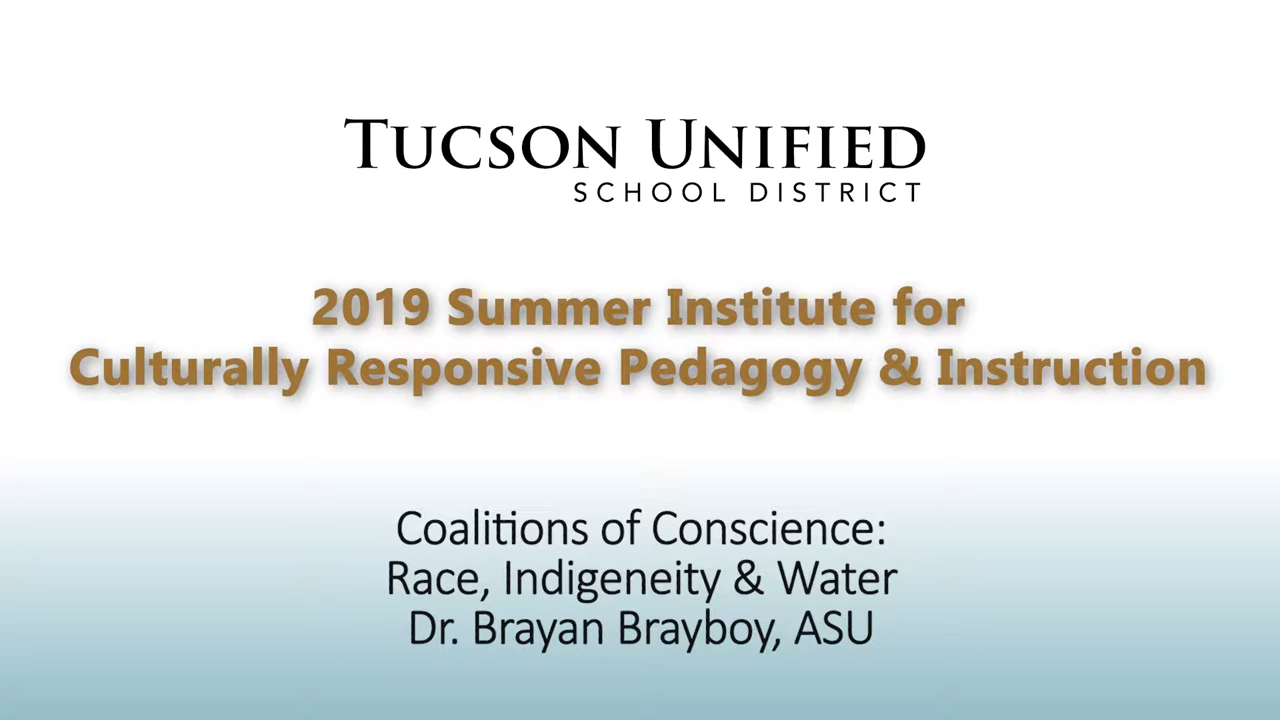 TUCSON UNIFIED
SCHOOL DISTRICT
2019 Summer Institute for
Culturally Responsive Pedagogy & Instruction
Coalitions of Conscience:
Race, Indigeneity & Water
Dr. Brayan Brayboy, ASU